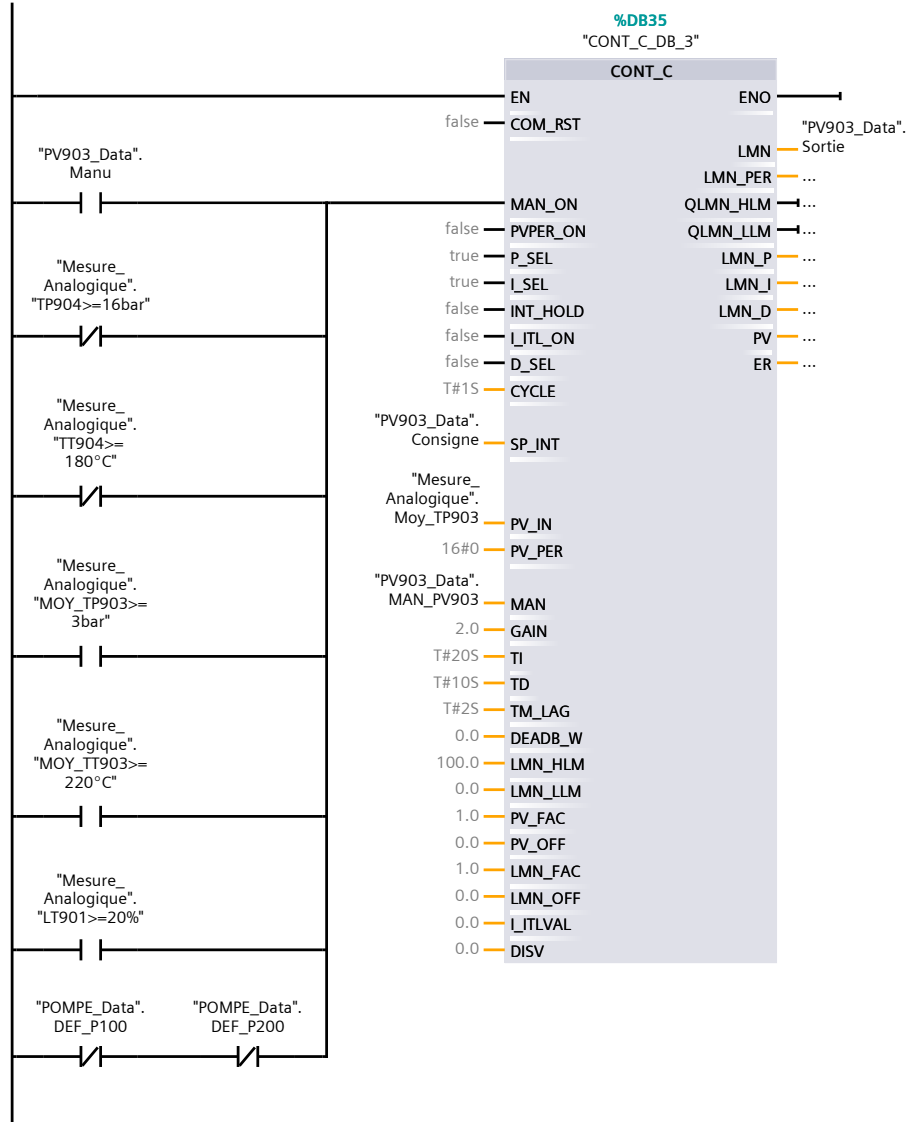 %DB35
"CONT_C_DB_3"
CONT_C
EN
ENO
false
COM_RST
"PV903_Data".
Sortie
LMN
LMN_PER
...
"PV903_Data".
Manu
MAN_ON
QLMN_HLM
...
false
PVPER_ON
QLMN_LLM
...
true
P_SEL
LMN_P
...
true
I_SEL
LMN_I
...
false
INT_HOLD
LMN_D
...
false
I_ITL_ON
PV
...
false
D_SEL
ER
...
T#1S
CYCLE
"PV903_Data".
Consigne
SP_INT
"Mesure_
Analogique".
Moy_TP903
PV_IN
16#0
PV_PER
"PV903_Data".
MAN_PV903
MAN
2.0
GAIN
T#20S
TI
T#10S
TD
T#2S
TM_LAG
0.0
DEADB_W
100.0
LMN_HLM
0.0
LMN_LLM
1.0
PV_FAC
0.0
PV_OFF
1.0
LMN_FAC
0.0
LMN_OFF
0.0
I_ITLVAL
0.0
DISV
"Mesure_
Analogique".
"TP904>=16bar"
"Mesure_
Analogique".
"TT904>=
180°C"
"Mesure_
Analogique".
"MOY_TP903>=
3bar"
"Mesure_
Analogique".
"MOY_TT903>=
220°C"
"Mesure_
Analogique".
"LT901>=20%"
"POMPE_Data".
DEF_P100
"POMPE_Data".
DEF_P200